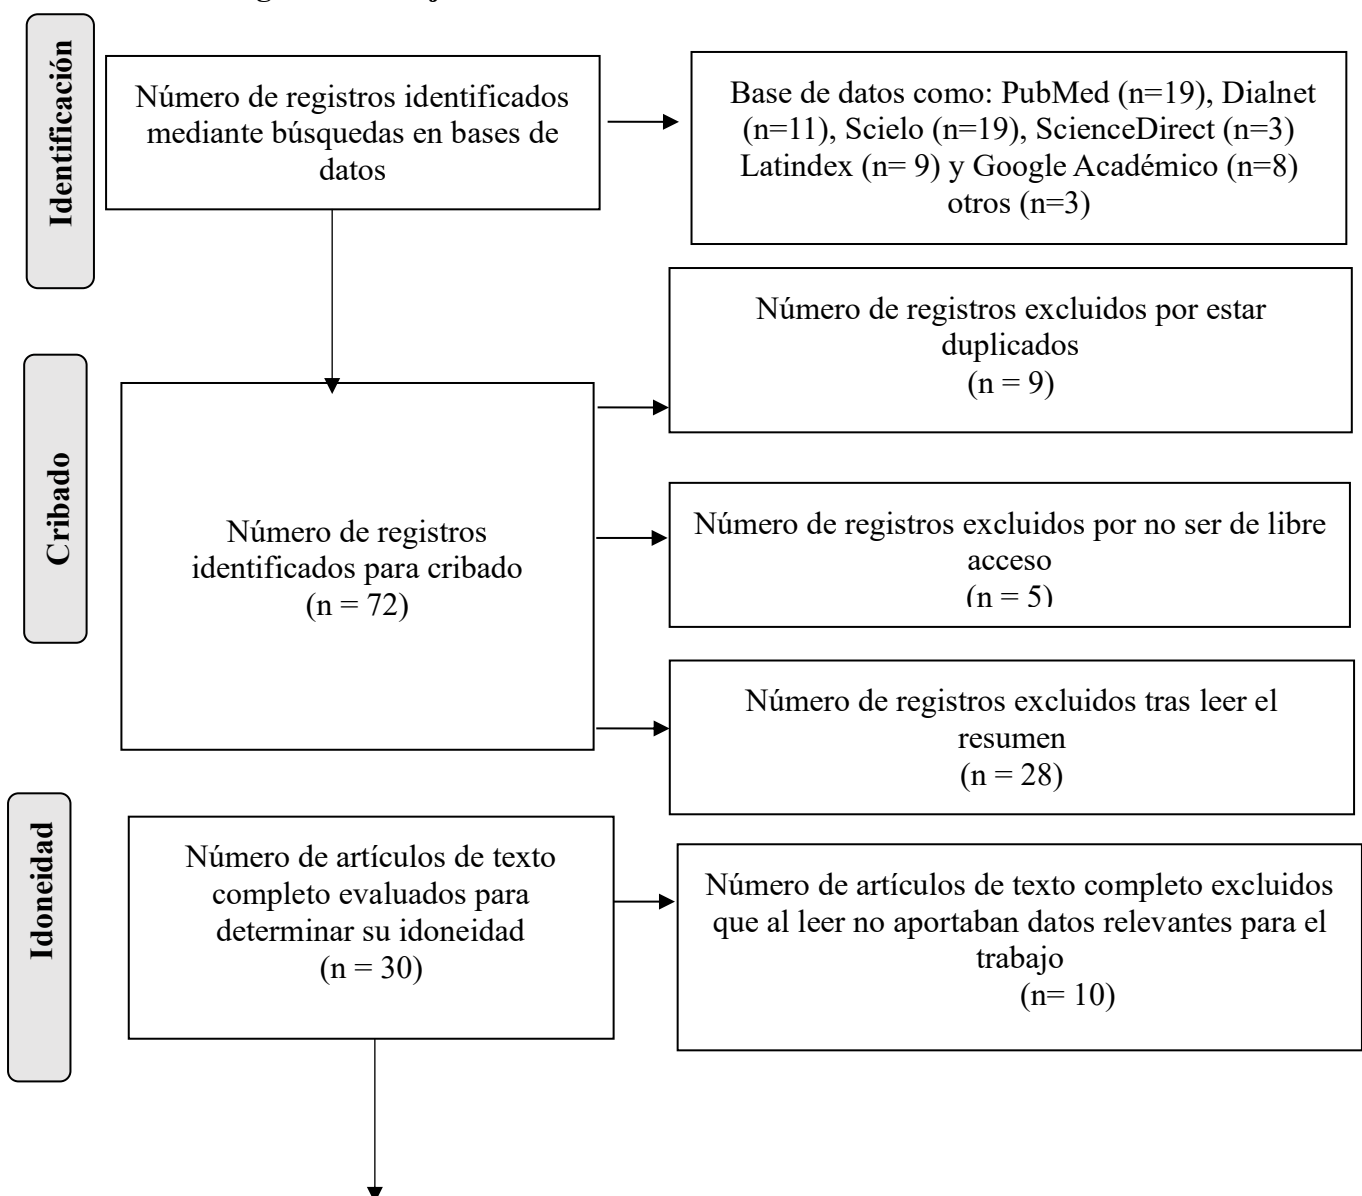 Identificación
Número de registros identificados
mediante búsquedas en bases de
datos
Base de datos como: PubMed (n=19), Dialnet
(n=11), Scielo (n=19), ScienceDirect (n=3)
Latindex (n= 9) y Google Académico (n=8)
otros (n=3)
Número de registros excluidos por estar
duplicados
(n = 9)
Cribado
Número de registros
identificados para cribado
(n = 72)
Número de registros excluidos por no ser de libre
acceso
(n = 5)
Número de registros excluidos tras leer el
resumen
(n = 28)
Idoneidad
Número de artículos de texto
completo evaluados para
determinar su idoneidad
(n = 30)
Número de artículos de texto completo excluidos
que al leer no aportaban datos relevantes para el
trabajo
(n= 10)